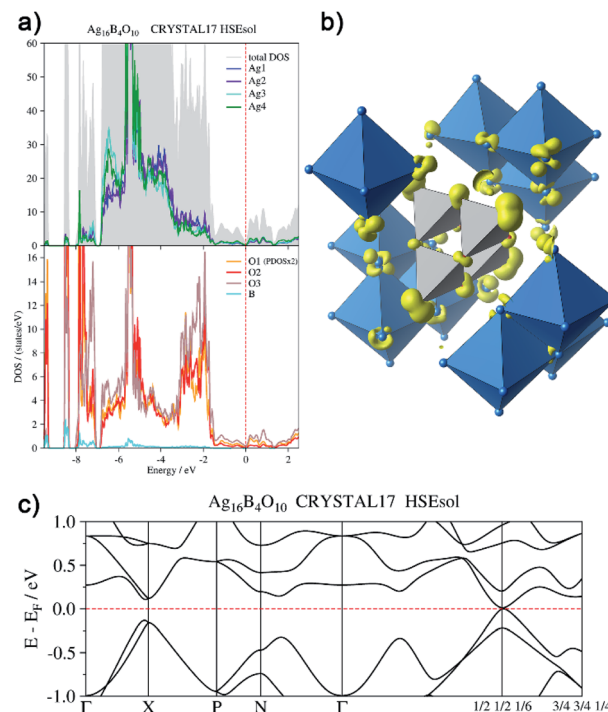 a)
b)
Ag16B4O10 CRYSTAL17 HSEsol
60
50
40
30
20
10
0
total DOS
Ag1
Ag2
Ag3
Ag4
DOS / (states/eV)
16
14
12
10
8
6
4
2
0
O1 (PDOSx2)
O2
O3
B
-8 -6 -4 -2 0 2
Energy / eV
c)
Ag16B4O10 CRYSTAL17 HSEsol
E - EF / eV
1.0
0.5
0.0
-0.5
-1.0
Γ X P N Γ 1/2 1/2 1/6 3/4 3/4 1/4